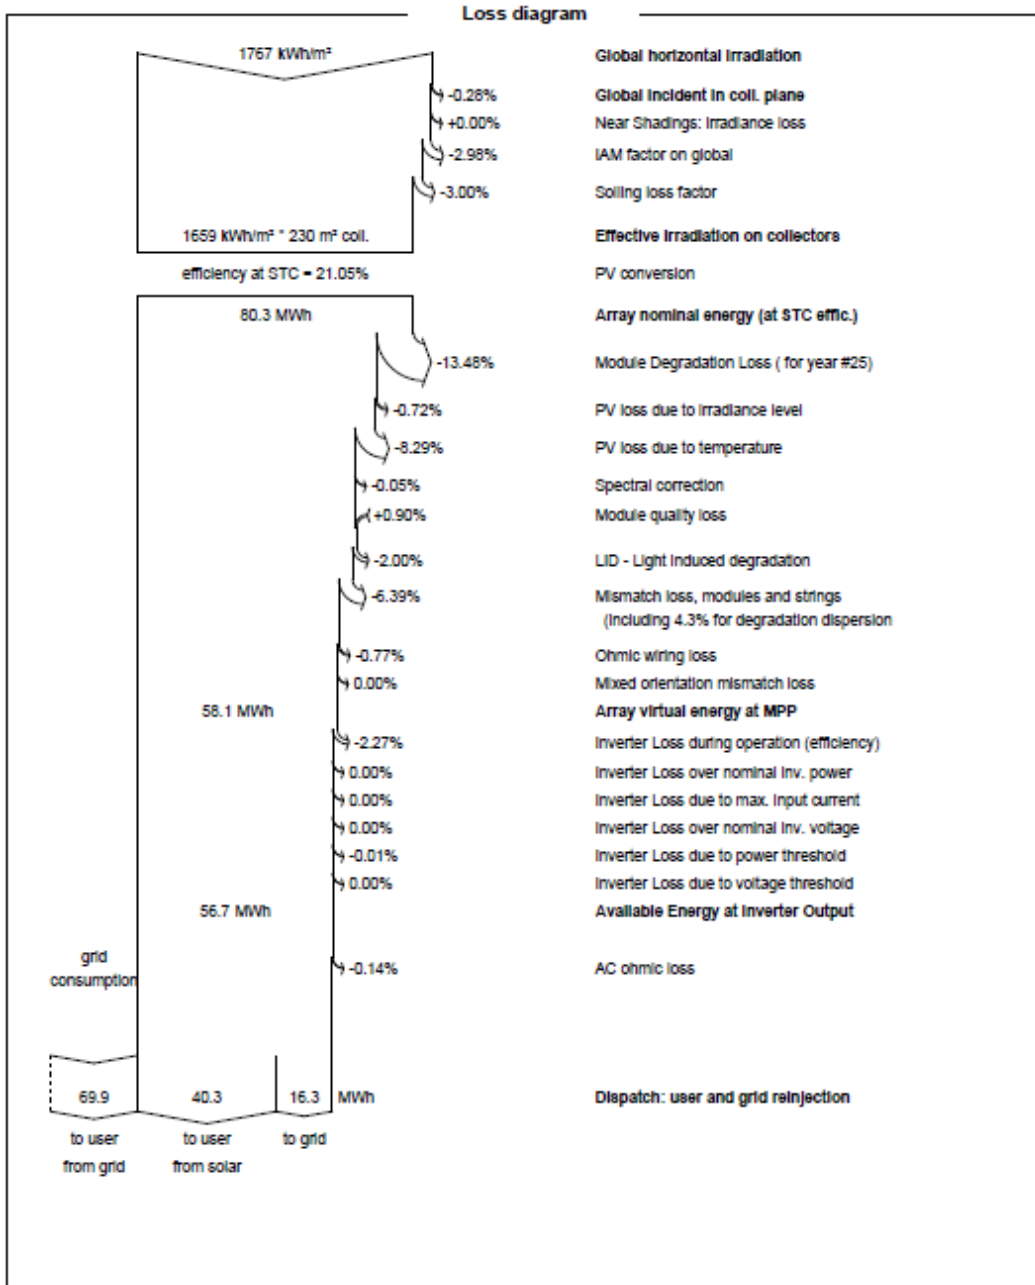 Loss diagram
1767 kWh/m² Global horizontal irradiation
-0.28% Global incident in coll. plane
+0.00% Near Shadings: irradiance loss
-2.98% IAM factor on global
-3.00% Soiling loss factor
1659 kWh/m² * 230 m² coll. Effective irradiation on collectors
efficiency at STC = 21.05% PV conversion
80.3 MWh Array nominal energy (at STC effic.)
-13.48% Module Degradation Loss ( for year #25)
-0.72% PV loss due to irradiance level
-8.29% PV loss due to temperature
-0.05% Spectral correction
+0.90% Module quality loss
-2.00% LID - Light induced degradation
-6.39% Mismatch loss, modules and strings
(including 4.3% for degradation dispersion
-0.77% Ohmic wiring loss
0.00% Mixed orientation mismatch loss
58.1 MWh Array virtual energy at MPP
-2.27% Inverter Loss during operation (efficiency)
0.00% Inverter Loss over nominal inv. power
0.00% Inverter Loss due to max. input current
0.00% Inverter Loss over nominal inv. voltage
-0.01% Inverter Loss due to power threshold
0.00% Inverter Loss due to voltage threshold
56.7 MWh Available Energy at Inverter Output
grid
consumption
-0.14% AC ohmic loss
69.9 40.3 16.3 MWh Dispatch: user and grid reinjection
to user to user to grid
from grid from solar